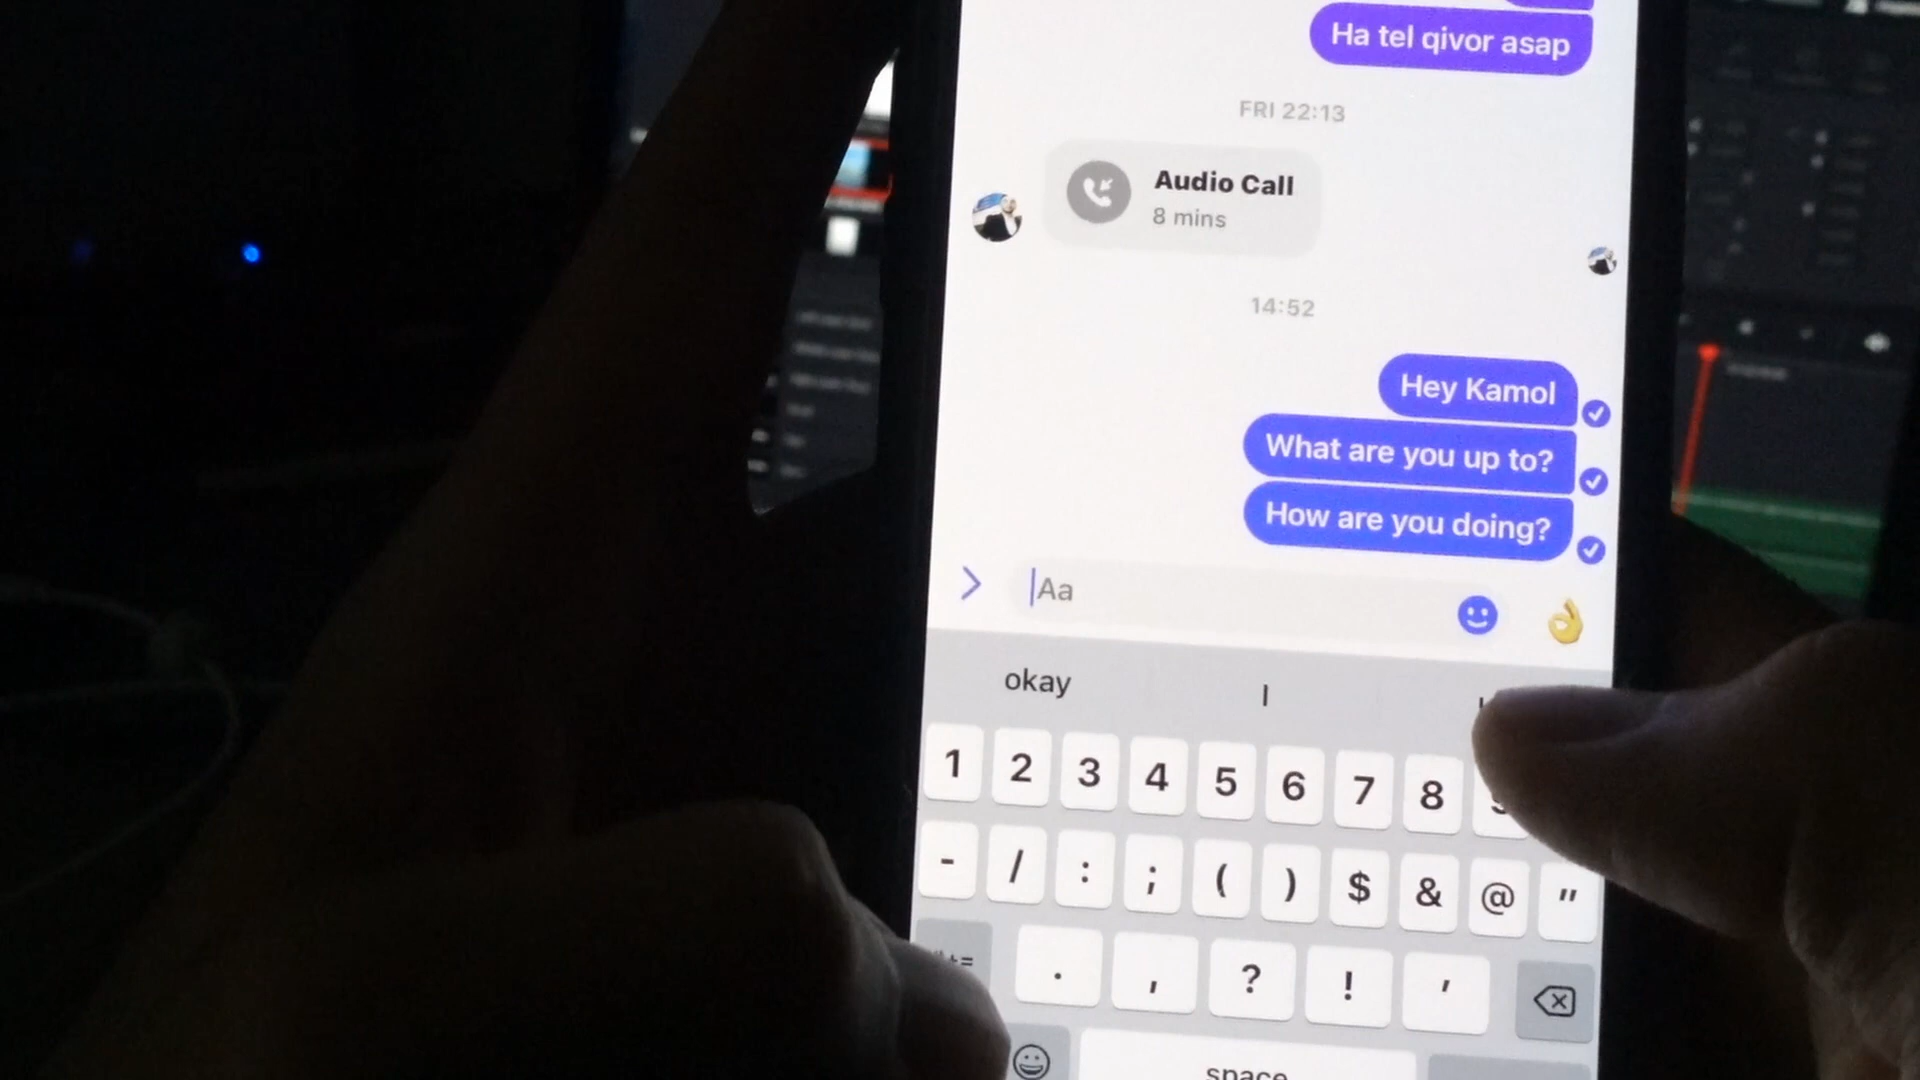 Ha tel qivor asap
FRI 22:13
Audio Call
8 mins
14:52
Hey Kamol
What are you up to?
How are you doing?
Aa
okay
I
1 2 3 4 5 6 7 8
- / : ; ( ) $ & @ "
. , ? ! '
space